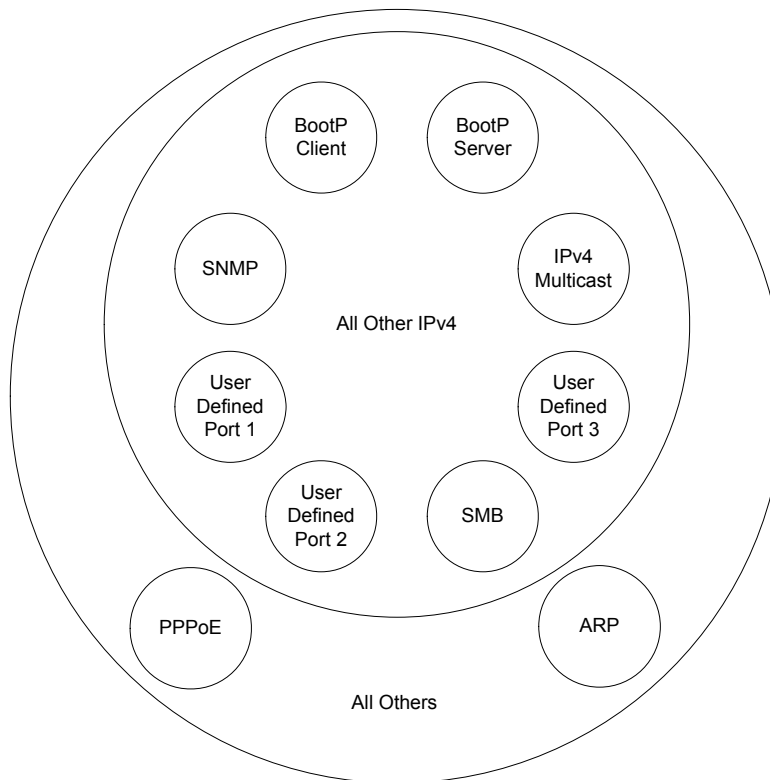 BootP
Client
BootP
Server
SNMP
IPv4
Multicast
All Other IPv4
User
Defined
Port 1
User
Defined
Port 3
User
Defined
Port 2
SMB
PPPoE
ARP
All Others